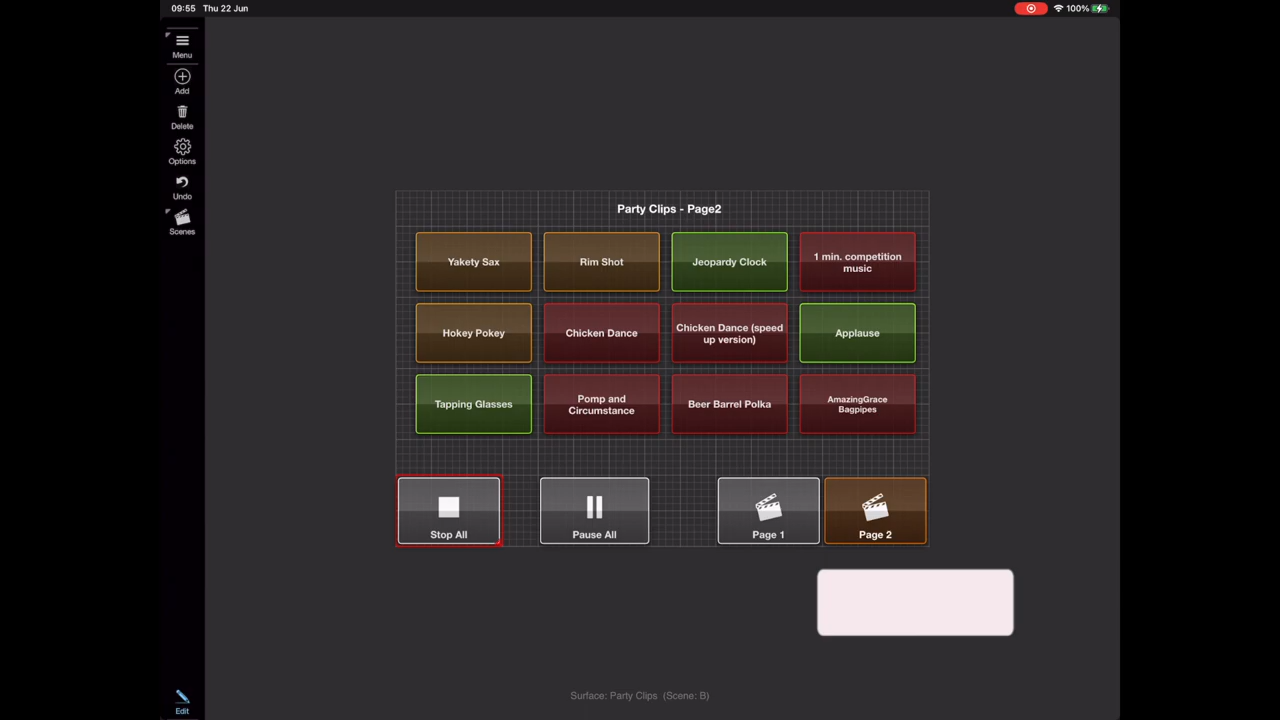 09:55 Thu 22 Jun
100%
Menu
Add
Delete
Options
Undo
Scenes
Party Clips - Page2
Yakety Sax
Rim Shot
Jeopardy Clock
1 min. competition
music
Hokey Pokey
Chicken Dance
Chicken Dance (speed
up version)
Applause
Tapping Glasses
Pomp and
Circumstance
Beer Barrel Polka
AmazingGrace
Bagpipes
Stop All
Pause All
Page 1
Page 2
Surface: Party Clips (Scene: B)
Edit